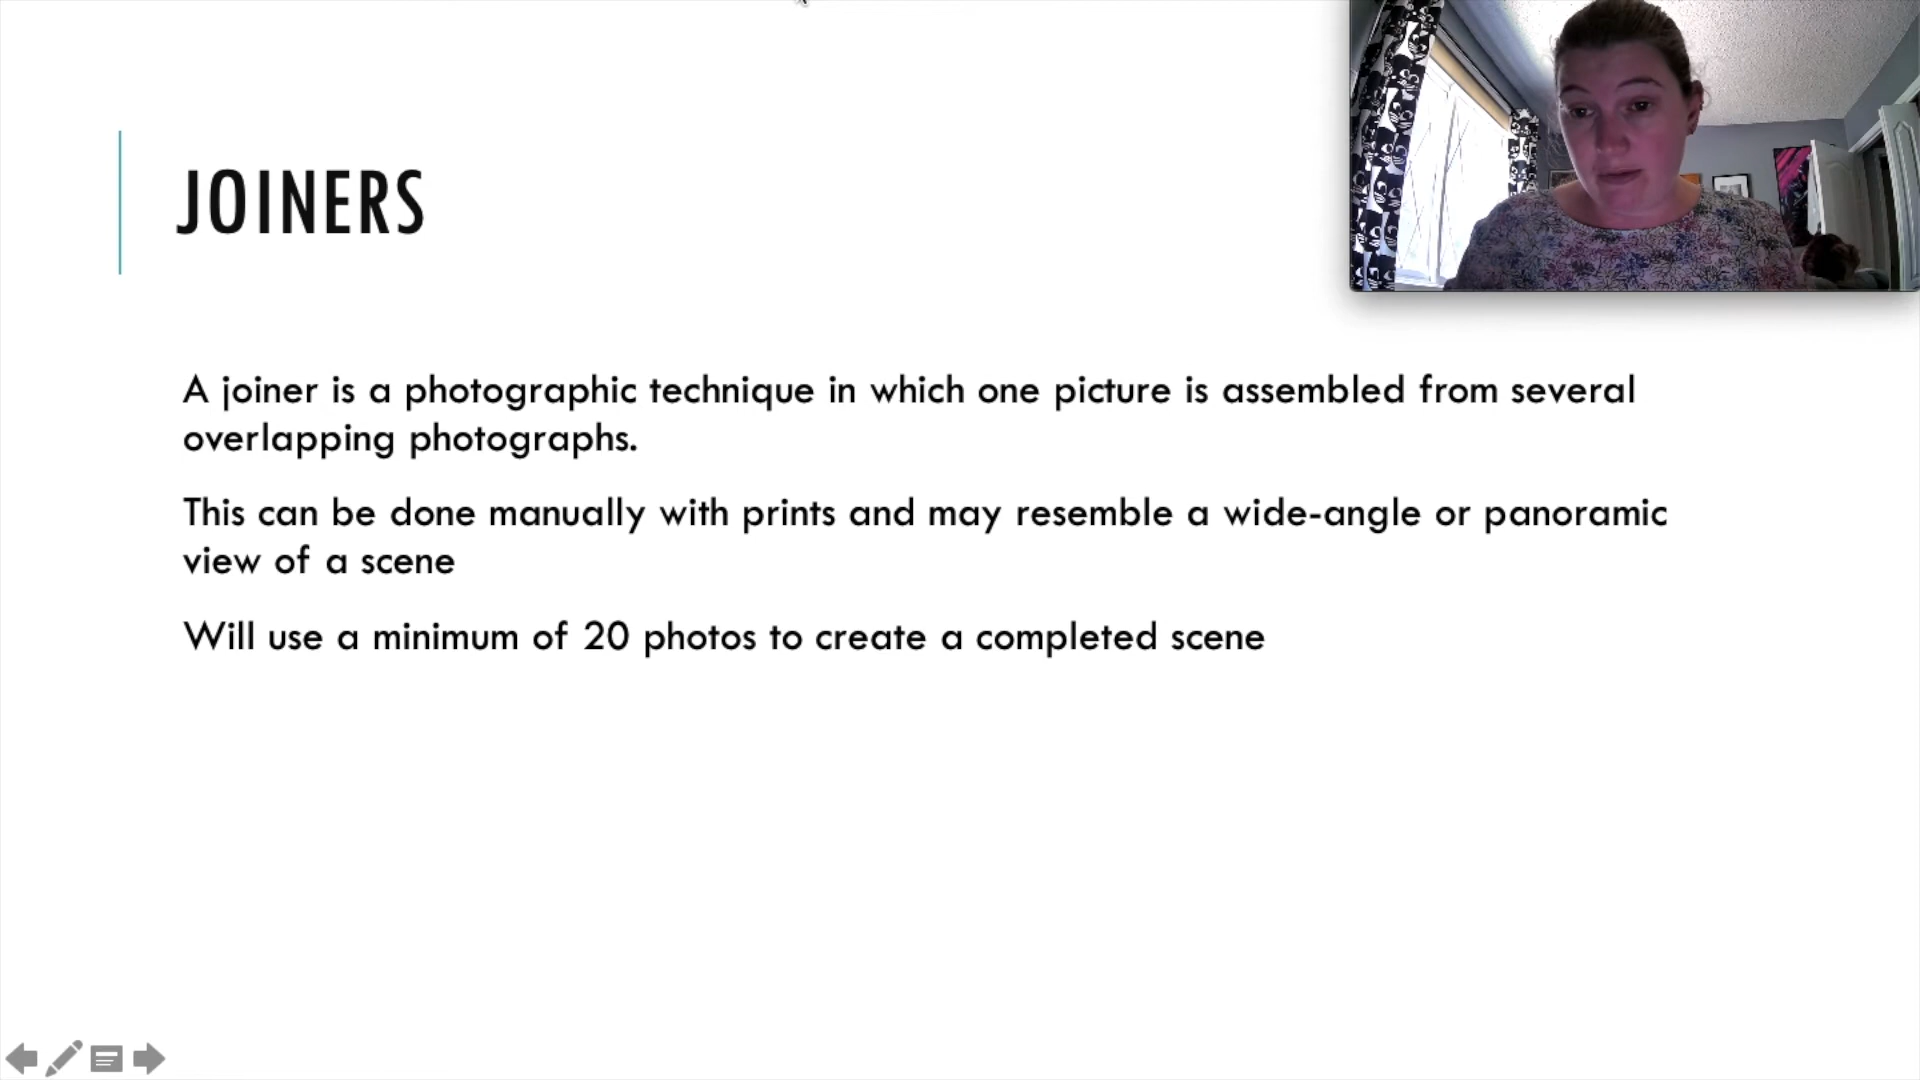 JOINERS
A joiner is a photographic technique in which one picture is assembled from several
overlapping photographs.
This can be done manually with prints and may resemble a wide-angle or panoramic
view of a scene
Will use a minimum of 20 photos to create a completed scene